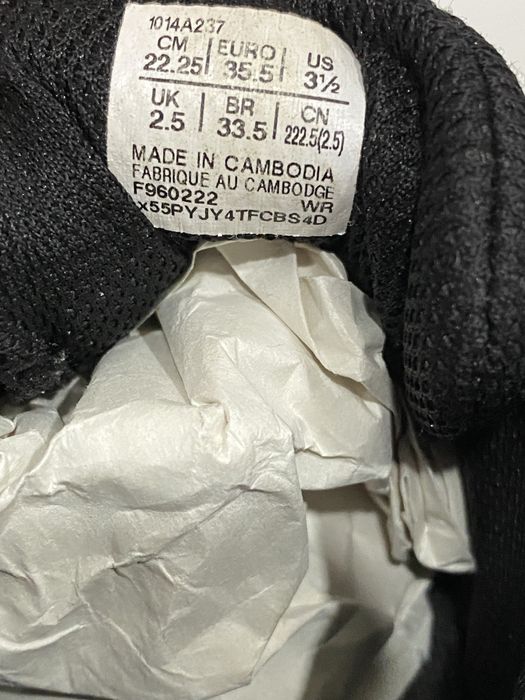 1014A237
CM | EURO | US
22.25 | 35.5 | 3½
UK | BR | CN
2.5 | 33.5 | 222.5(2.5)
MADE IN CAMBODIA
FABRIQUE AU CAMBODGE
F960222 WR
x55PYJY4TFCBS4D